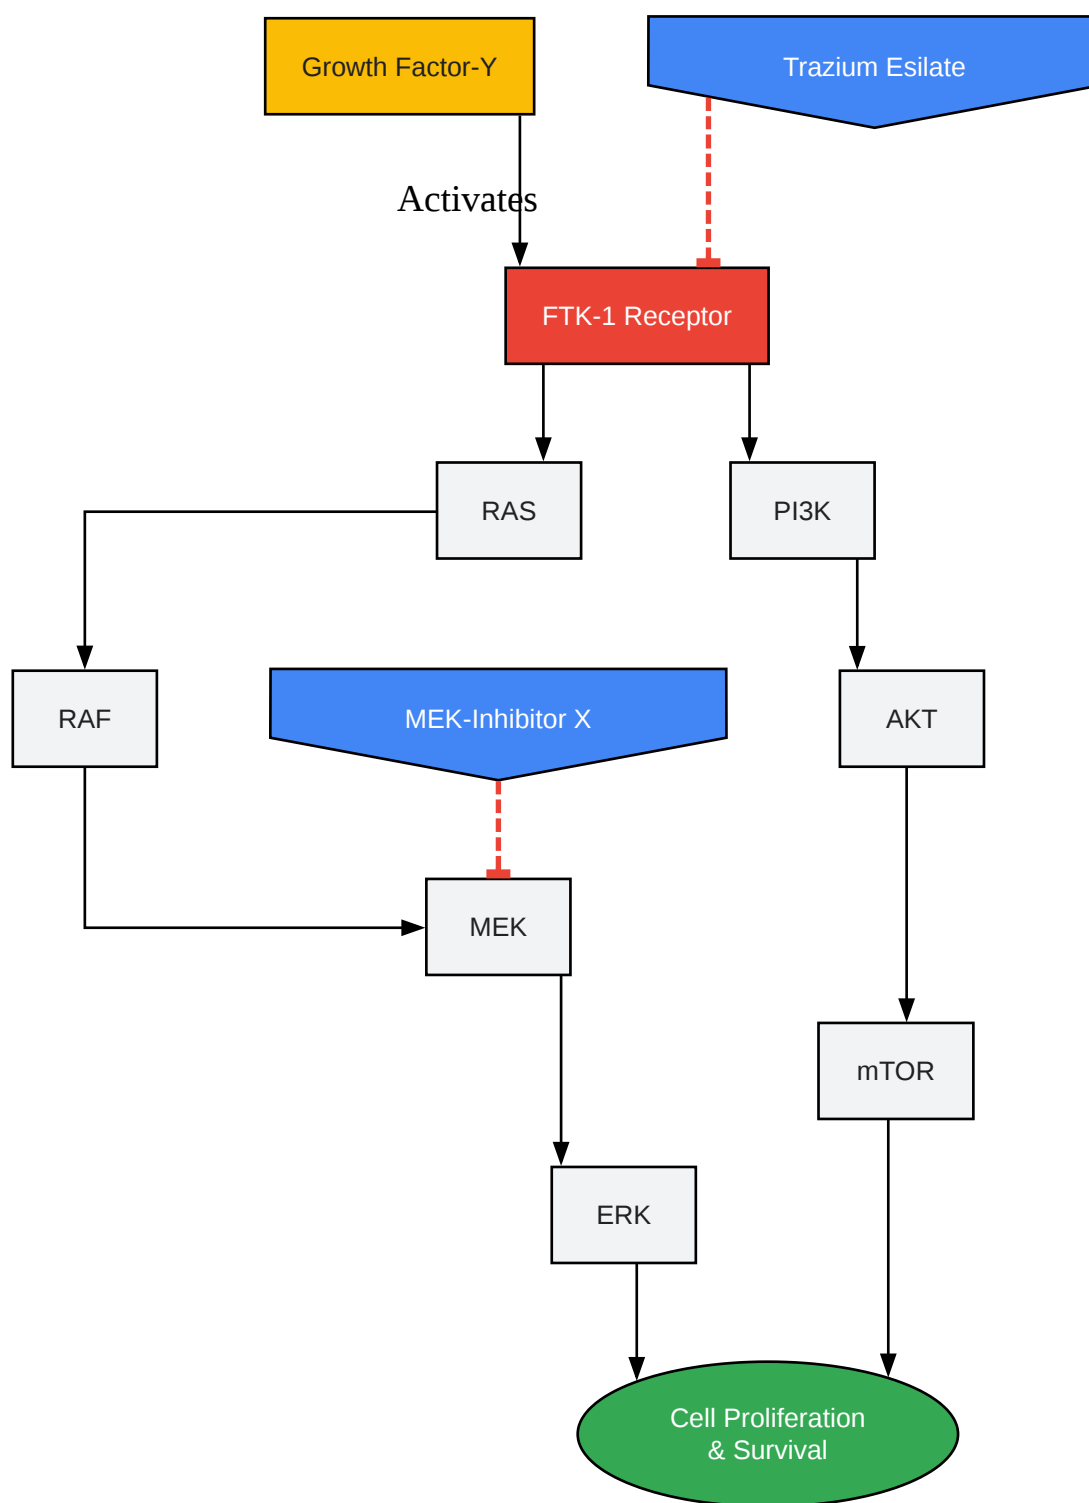 Growth Factor-Y
Trazium Esilate
Activates
FTK-1 Receptor
RAS
PI3K
RAF
MEK-Inhibitor X
AKT
MEK
mTOR
ERK
Cell Proliferation
& Survival